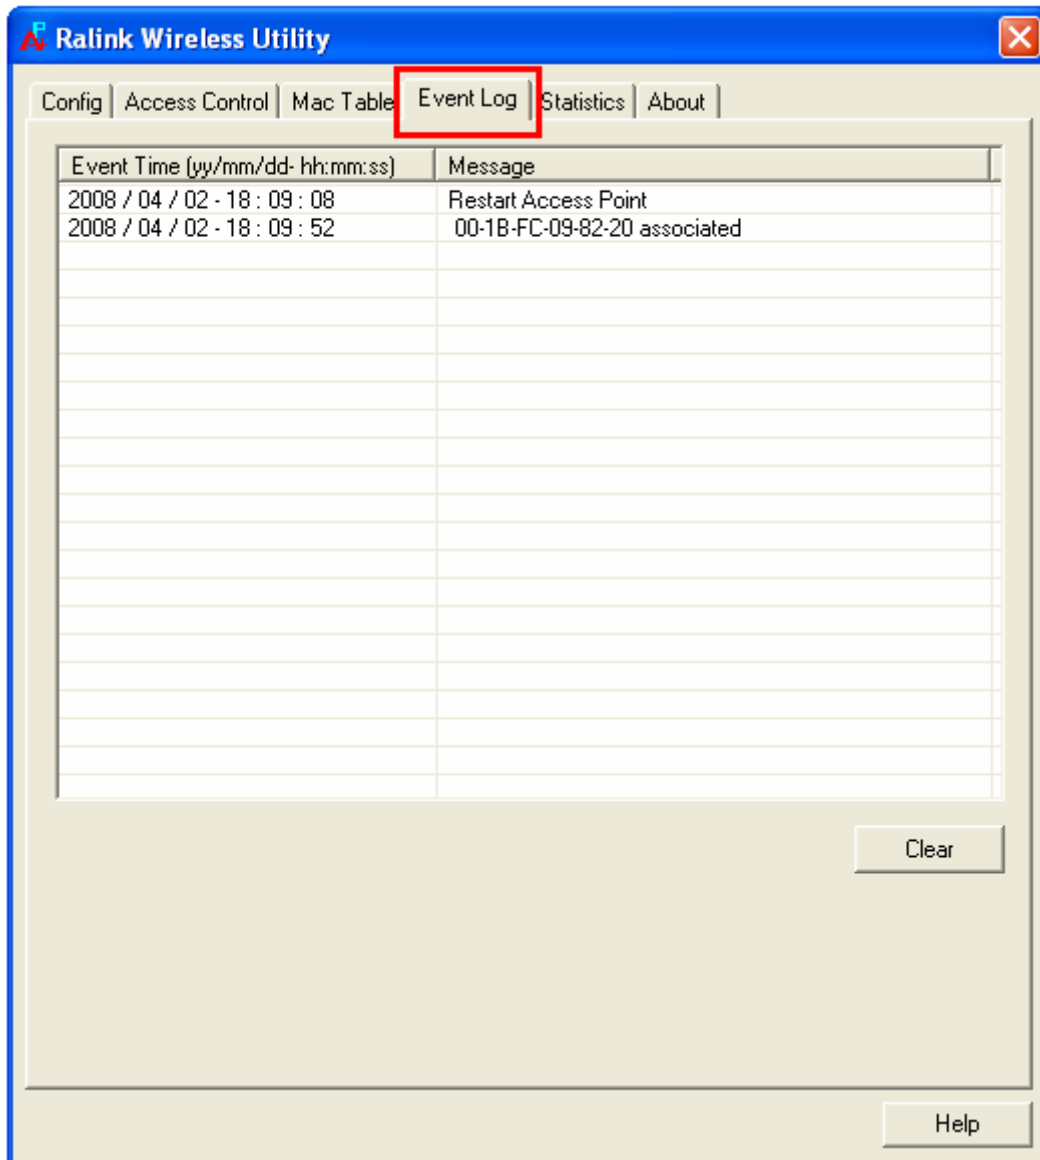 Ralink Wireless Utility
Config Access Control Mac Table Event Log Statistics About
Event Time (yy/mm/dd- hh:mm:ss) Message
2008 / 04 / 02 - 18 : 09 : 08 Restart Access Point
2008 / 04 / 02 - 18 : 09 : 52 00-1B-FC-09-82-20 associated
Clear
Help